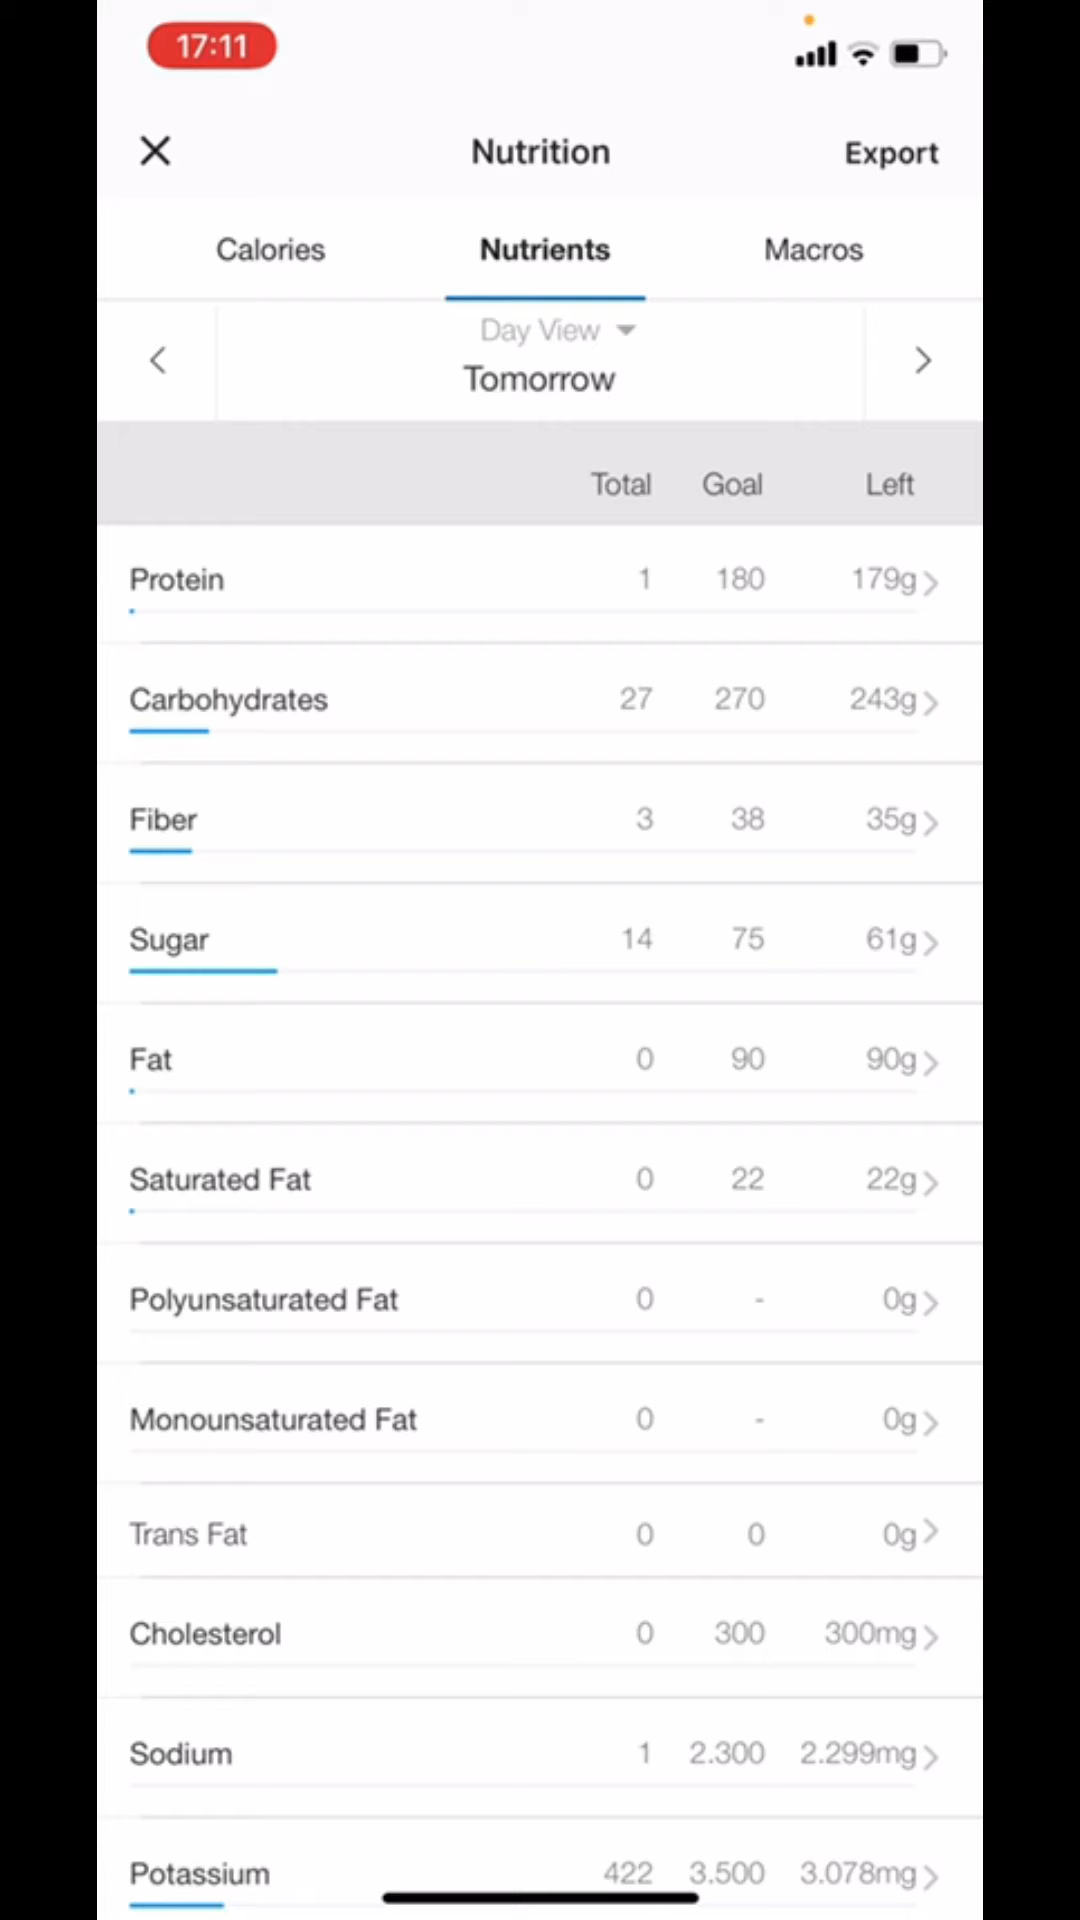 17:11
Nutrition Export
Calories Nutrients Macros
Day View
Tomorrow
Total Goal Left
Protein 1 180 179g
Carbohydrates 27 270 243g
Fiber 3 38 35g
Sugar 14 75 61g
Fat 0 90 90g
Saturated Fat 0 22 22g
Polyunsaturated Fat 0 - 0g
Monounsaturated Fat 0 - 0g
Trans Fat 0 0 0g
Cholesterol 0 300 300mg
Sodium 1 2.300 2.299mg
Potassium 422 3.500 3.078mg